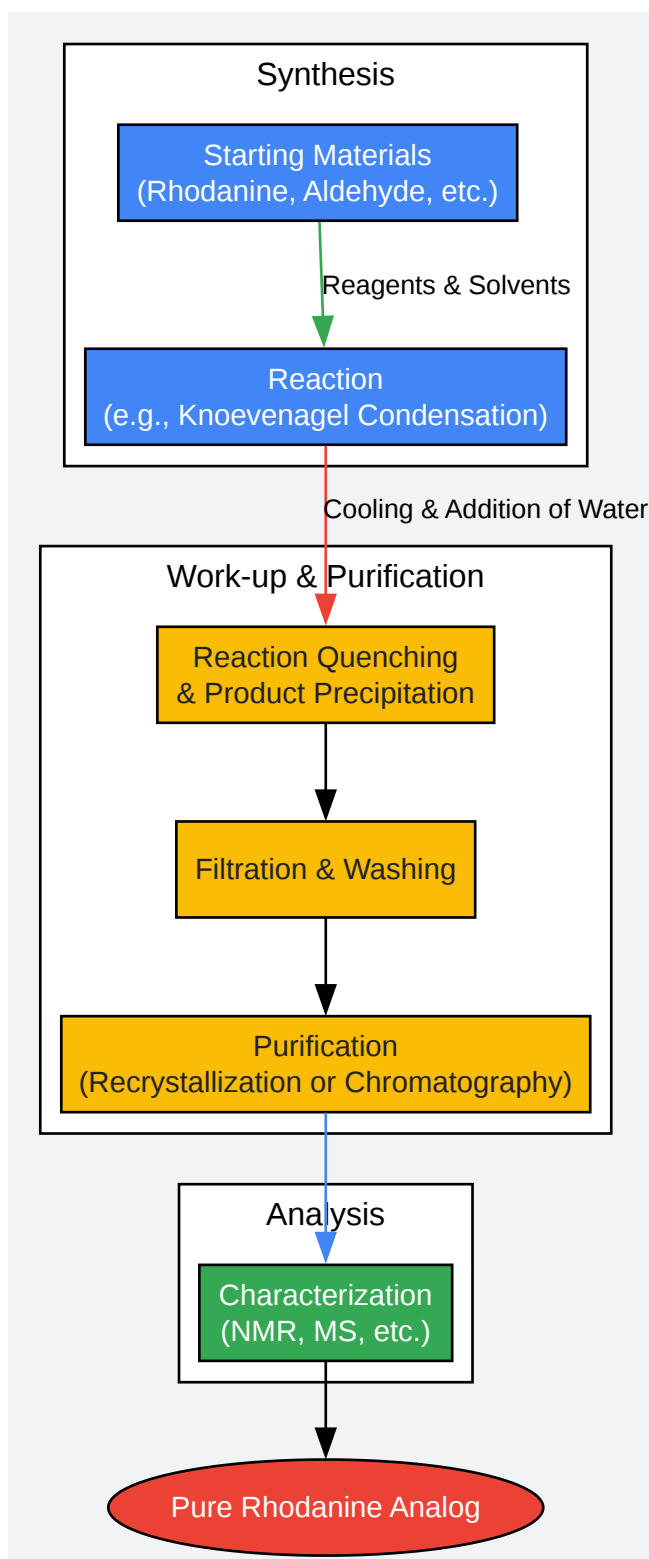 Synthesis
Starting Materials
(Rhodanine, Aldehyde, etc.)
Reagents & Solvents
Reaction
(e.g., Knoevenagel Condensation)
Cooling & Addition of Water
Work-up & Purification
Reaction Quenching
& Product Precipitation
Filtration & Washing
Purification
(Recrystallization or Chromatography)
Analysis
Characterization
(NMR, MS, etc.)
Pure Rhodanine Analog